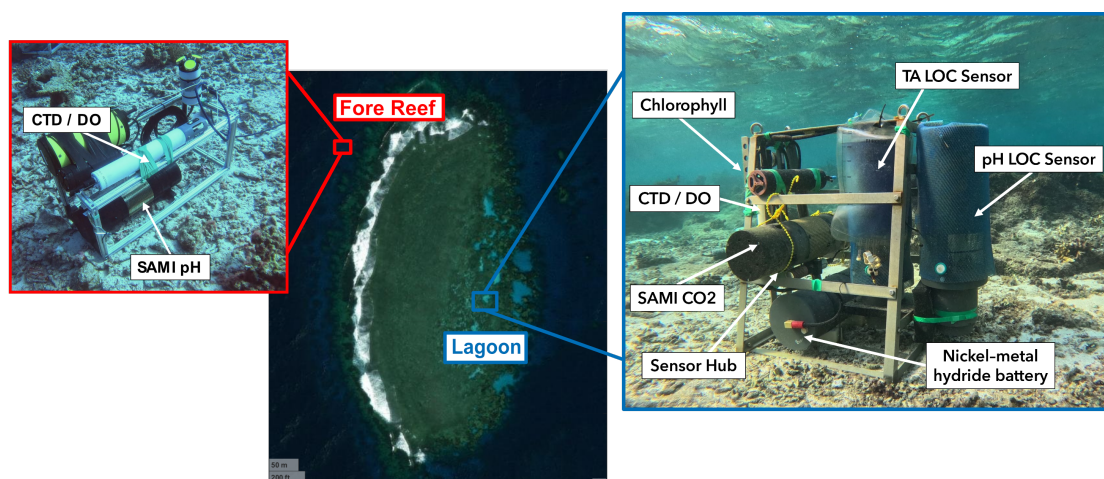 CTD / DO
SAMI pH
Fore Reef
Lagoon
50 m
200 ft
TA LOC Sensor
Chlorophyll
pH LOC Sensor
CTD / DO
SAMI CO2
Sensor Hub
Nickel-metal
hydride battery